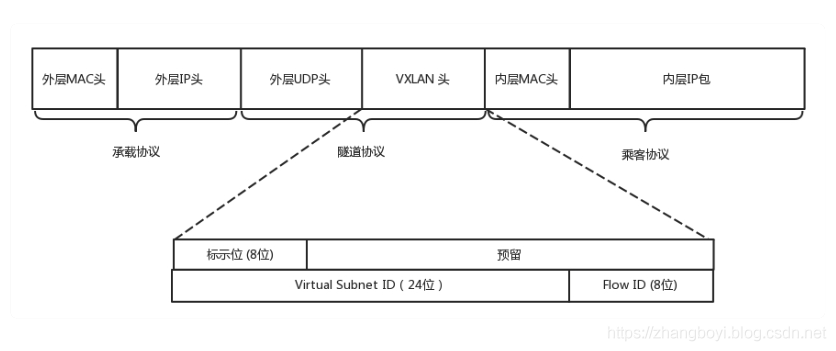 外层MAC头 外层IP头 外层UDP头 VXLAN 头 内层MAC头 内层IP包
承载协议 隧道协议 乘客协议
标示位 (8位) 预留
Virtual Subnet ID ( 24位 ) Flow ID (8位)
https://zhangboyi.blog.csdn.net